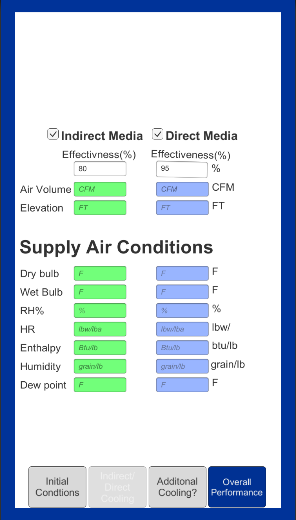 Indirect Media Direct Media
Effectivness(%) Effectiveness(%)
80 95 %
Air Volume CFM CFM CFM
Elevation FT FT FT
Supply Air Conditions
Dry bulb F F F
Wet Bulb F F F
RH% % % %
HR lbw/lba lbw/lba lbw/
Enthalpy Btu/lb Btu/lb btu/lb
Humidity grain/lb grain/lb grain/lb
Dew point F F F
Initial Condtions
Indirect/ Direct Cooling
Additonal Cooling?
Overall Performance